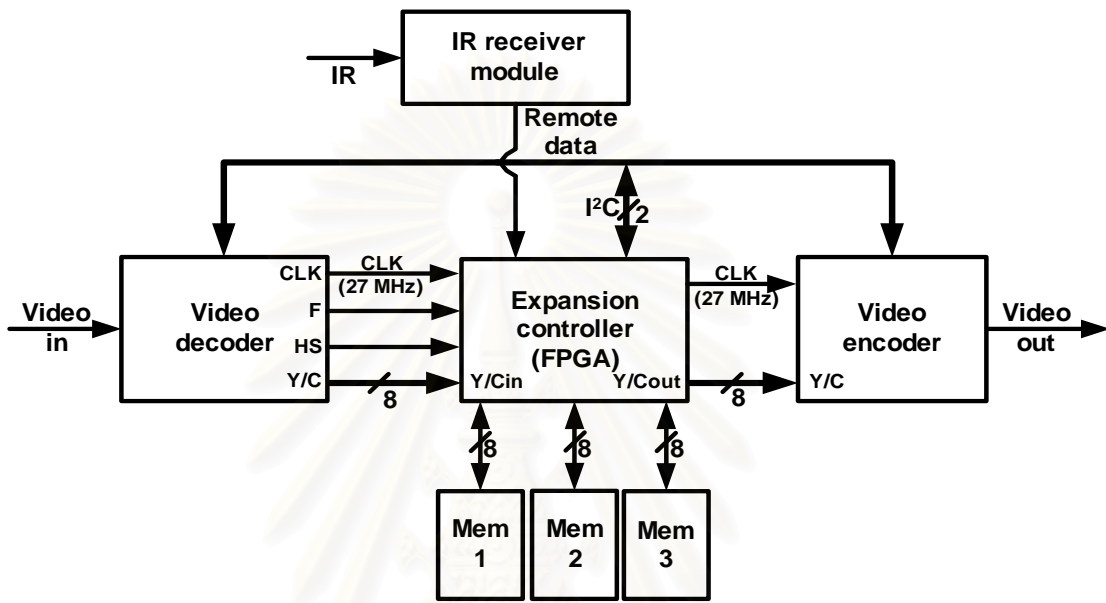 IR receiver
module
IR
Remote
data
I²C
2
CLK
CLK
(27 MHz)
F
HS
Y/C
8
Video
decoder
Video
in
Expansion
controller
(FPGA)
Y/Cin
Y/Cout
CLK
(27 MHz)
8
Video
encoder
Y/C
Video
out
8
8
8
Mem
1
Mem
2
Mem
3